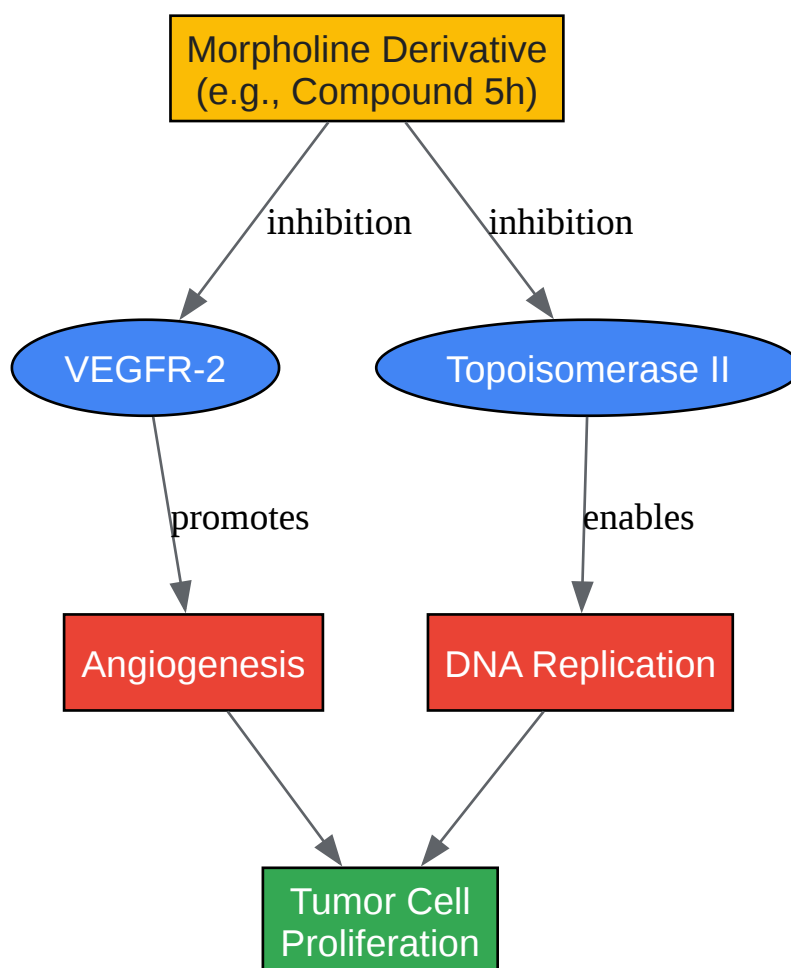 Morpholine Derivative
(e.g., Compound 5h)
inhibition inhibition
VEGFR-2 Topoisomerase II
promotes enables
Angiogenesis DNA Replication
Tumor Cell
Proliferation